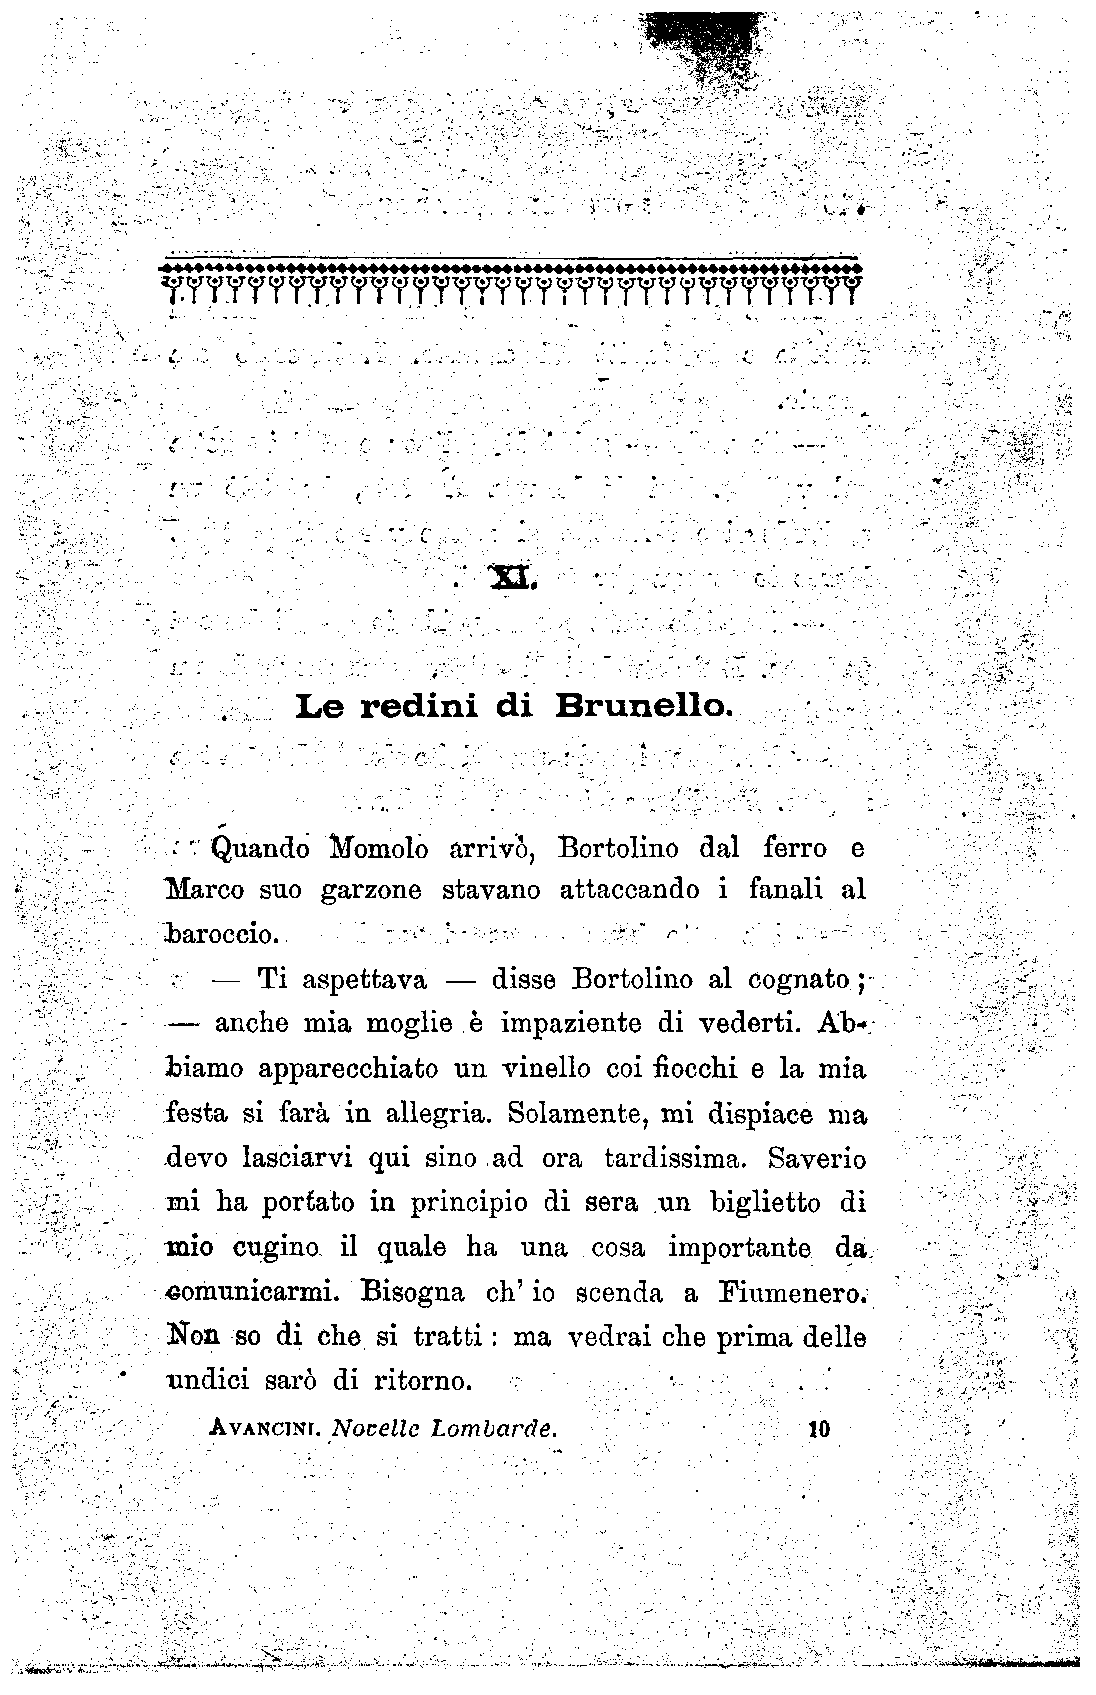 XI.
Le redini di Brunello.
Quando Momolo arrivò, Bortolino dal ferro e
Marco suo garzone stavano attaccando i fanali al
baroccio.
— Ti aspettava — disse Bortolino al cognato;
— anche mia moglie è impaziente di vederti. Ab-
biamo apparecchiato un vinello coi fiocchi e la mia
festa si farà in allegria. Solamente, mi dispiace ma
devo lasciarvi qui sino ad ora tardissima. Saverio
mi ha portato in principio di sera un biglietto di
mio cugino il quale ha una cosa importante da
comunicarmi. Bisogna ch' io scenda a Fiumenero.
Non so di che si tratti: ma vedrai che prima delle
undici sarò di ritorno.
AVANCINI. Novelle Lombarde. 10